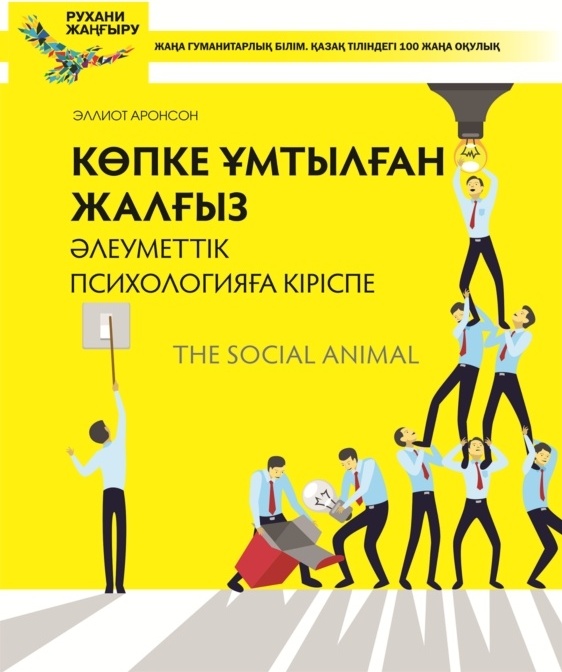 РУХАНИ
ЖАҢҒЫРУ
ЖАҢА ГУМАНИТАРЛЫҚ БІЛІМ. ҚАЗАҚ ТІЛІНДЕГІ 100 ЖАҢА ОҚУЛЫҚ
ЭЛЛИОТ АРОНСОН
КӨПКЕ ҰМТЫЛҒАН
ЖАЛҒЫЗ
ӘЛЕУМЕТТІК
ПСИХОЛОГИЯҒА КІРІСПЕ
THE SOCIAL ANIMAL